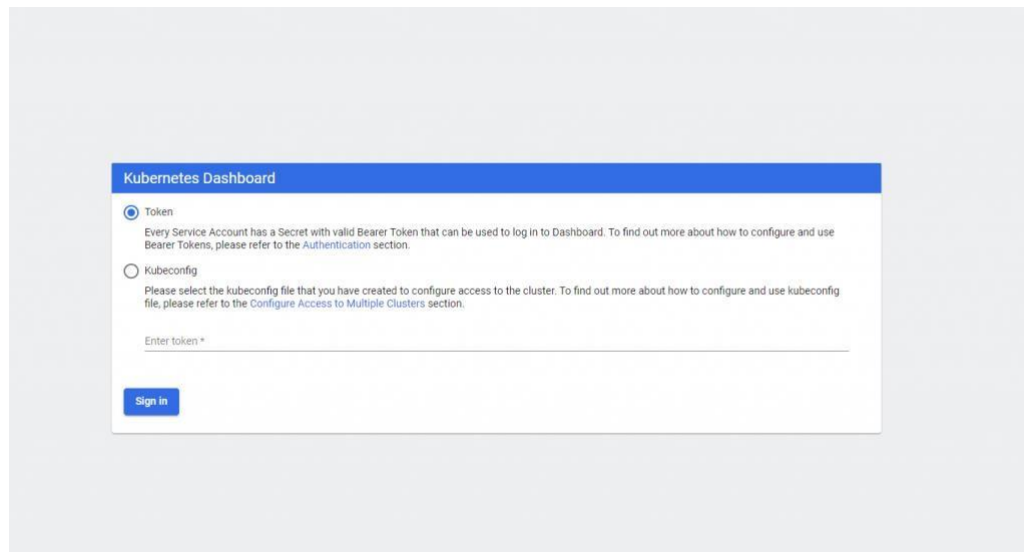 Kubernetes Dashboard
Token
Every Service Account has a Secret with valid Bearer Token that can be used to log in to Dashboard. To find out more about how to configure and use
Bearer Tokens, please refer to the Authentication section.
Kubeconfig
Please select the kubeconfig file that you have created to configure access to the cluster. To find out more about how to configure and use kubeconfig
file, please refer to the Configure Access to Multiple Clusters section.
Enter token *
Sign in